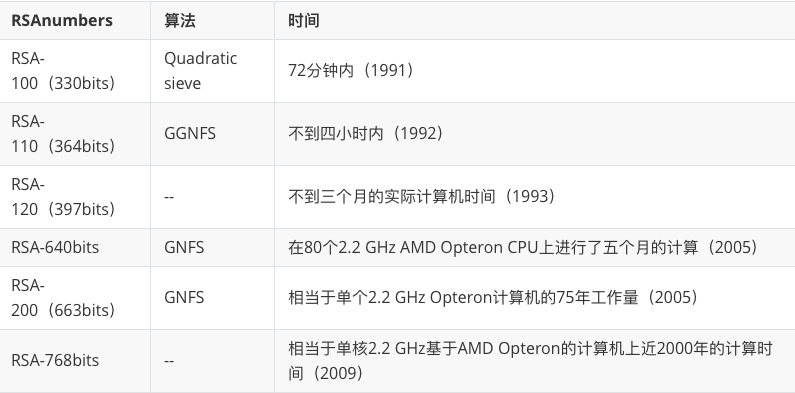 RSAnumbers 算法 时间
RSA-
100（330bits） Quadratic
sieve 72分钟内（1991）
RSA-
110（364bits） GGNFS 不到四小时内（1992）
RSA-
120（397bits） -- 不到三个月的实际计算机时间（1993）
RSA-640bits GNFS 在80个2.2 GHz AMD Opteron CPU上进行了五个月的计算（2005）
RSA-
200（663bits） GNFS 相当于单个2.2 GHz Opteron计算机的75年工作量（2005）
RSA-768bits -- 相当于单核2.2 GHz基于AMD Opteron的计算机上近2000年的计算时
间（2009）